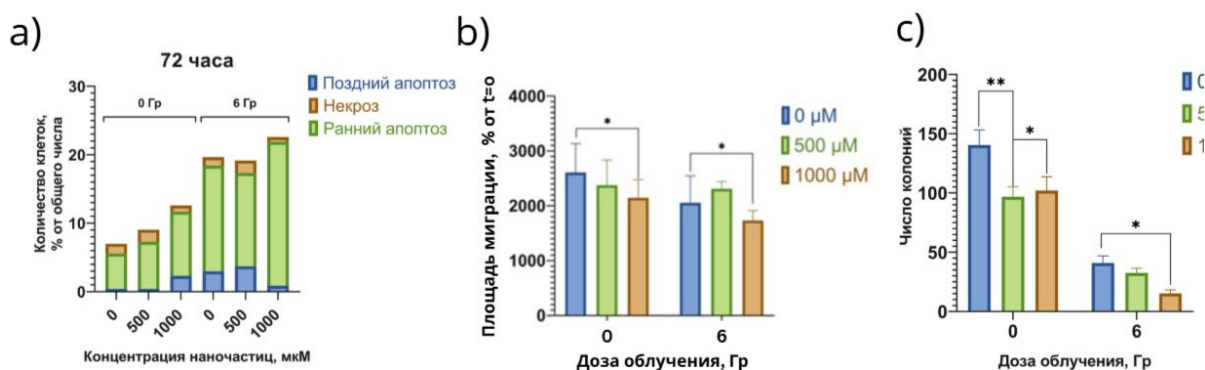 a)
72 часа
Количество клеток,
% от общего числа
30
20
10
0
0 Гр
6 Гр
0
500
1000
0
500
1000
Концентрация наночастиц, мкМ
Поздний апоптоз
Некроз
Ранний апоптоз
b)
Площадь миграции, % от t=o
4000
3000
2000
1000
0
*
*
0
6
Доза облучения, Гр
0 µM
500 µM
1000 µM
c)
Число колоний
200
150
100
50
0
**
*
*
0
6
Доза облучения, Гр
0
5
1